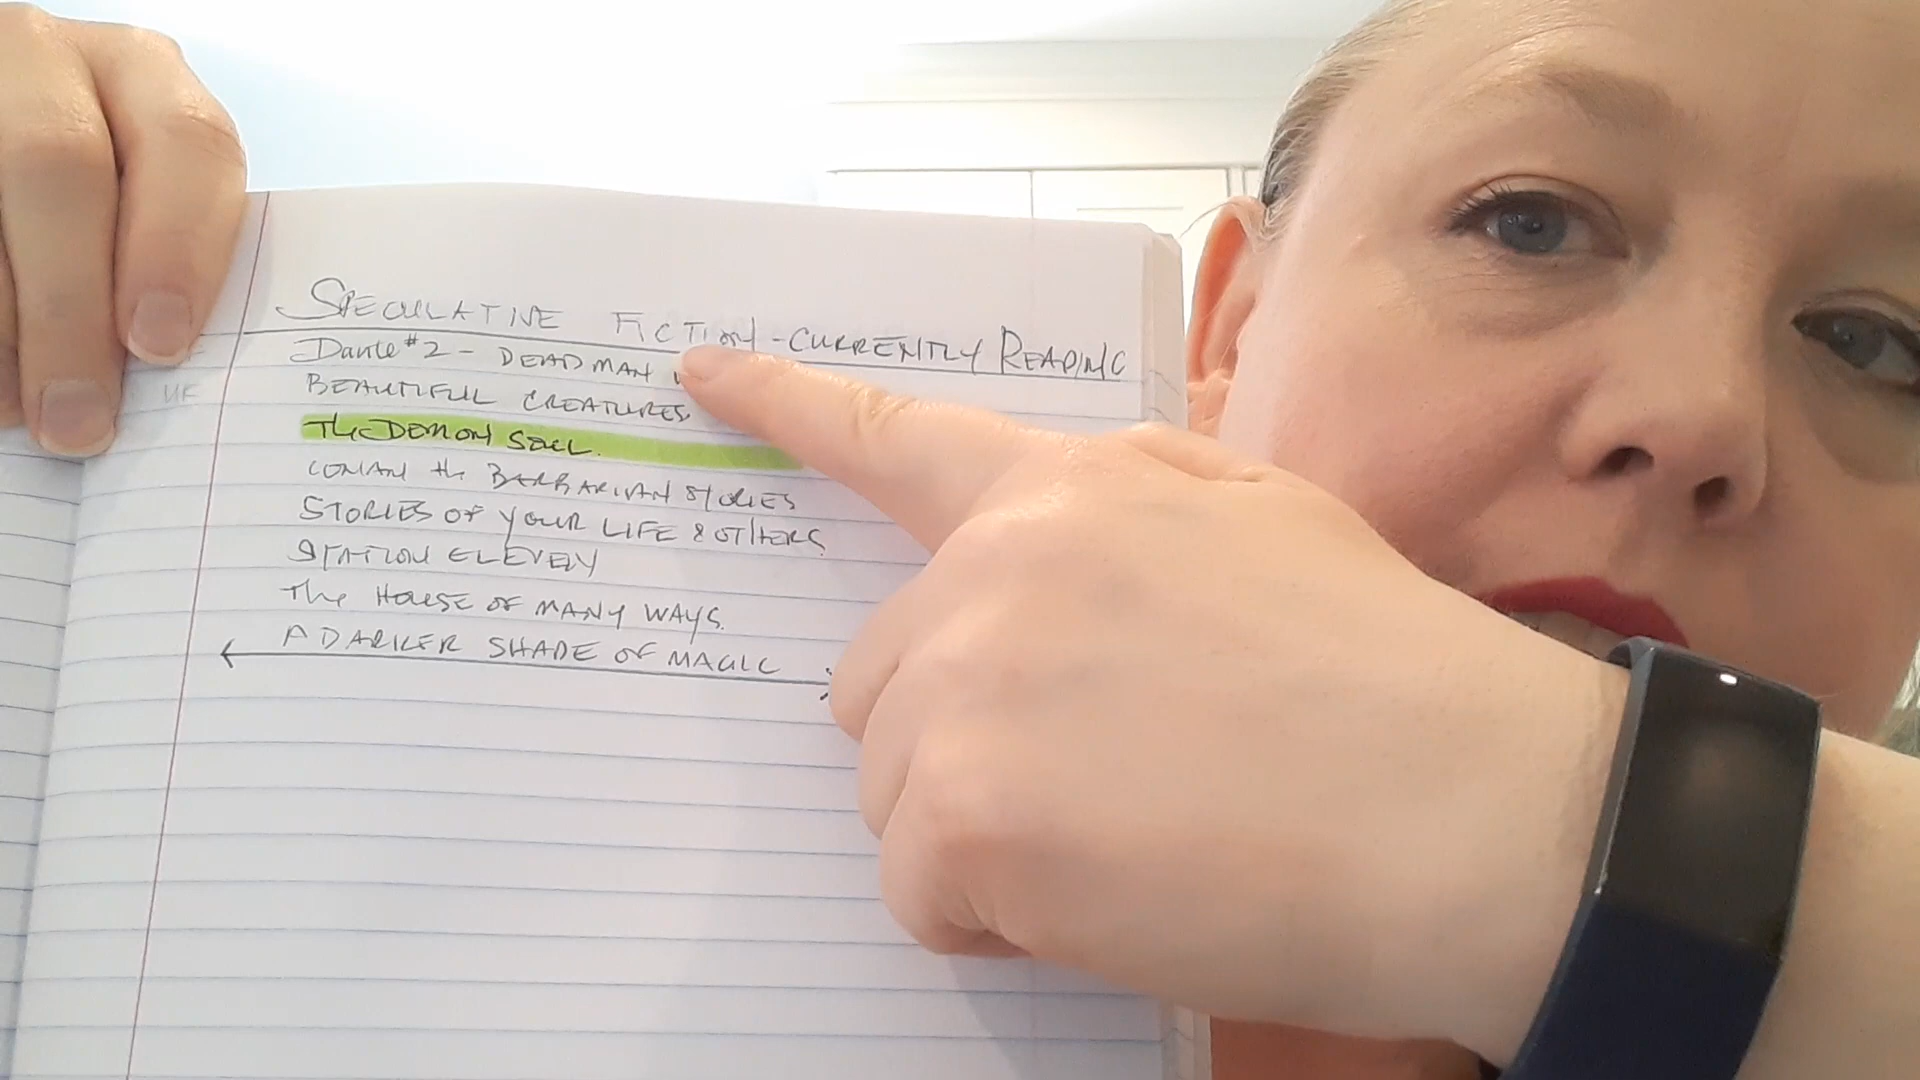 SPECULATIVE FICTION - CURRENTLY READING
Dante #2 - DEAD MAN
BEAUTIFUL CREATURES
The DEMON SOUL.
CONAN the BARBARIAN STORIES
STORIES OF YOUR LIFE & OTHERS
STATION ELEVEN
The HOUSE OF MANY WAYS.
A DARKER SHADE OF MAGIC